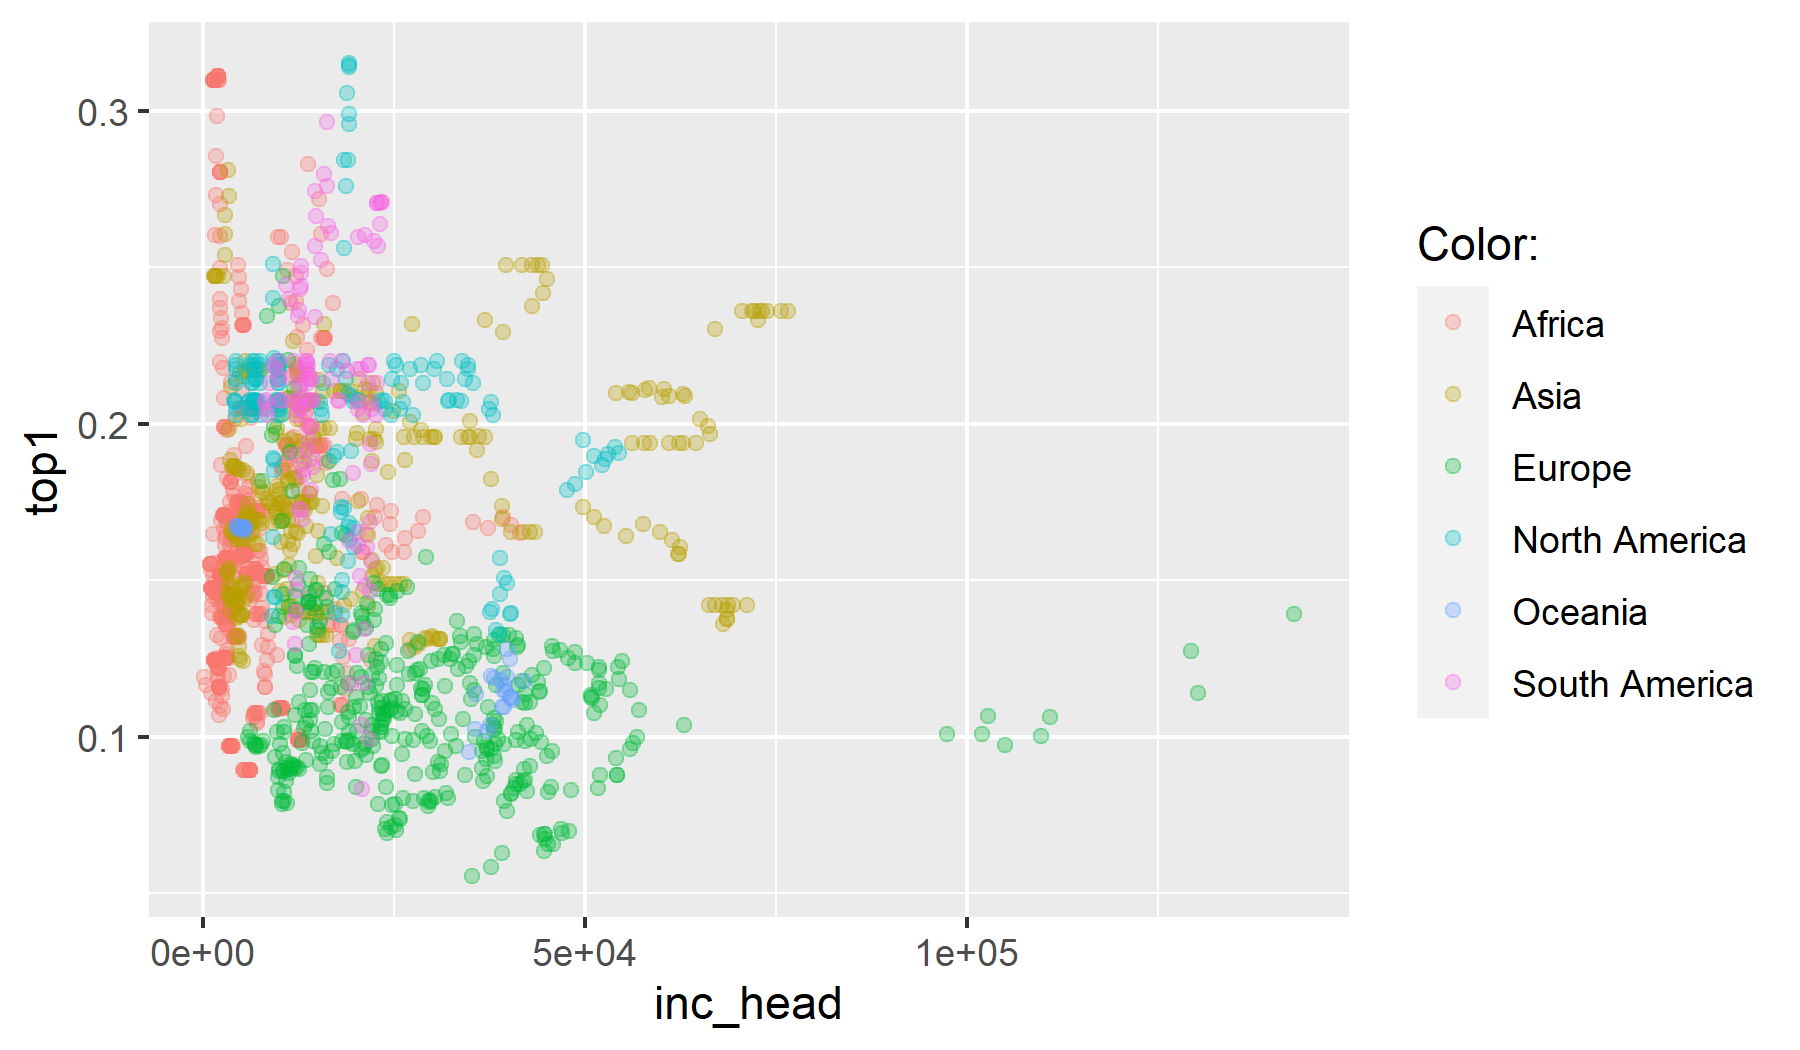 0.3
0.2
0.1
top1
0e+00
5e+04
1e+05
inc_head
Color:
Africa
Asia
Europe
North America
Oceania
South America